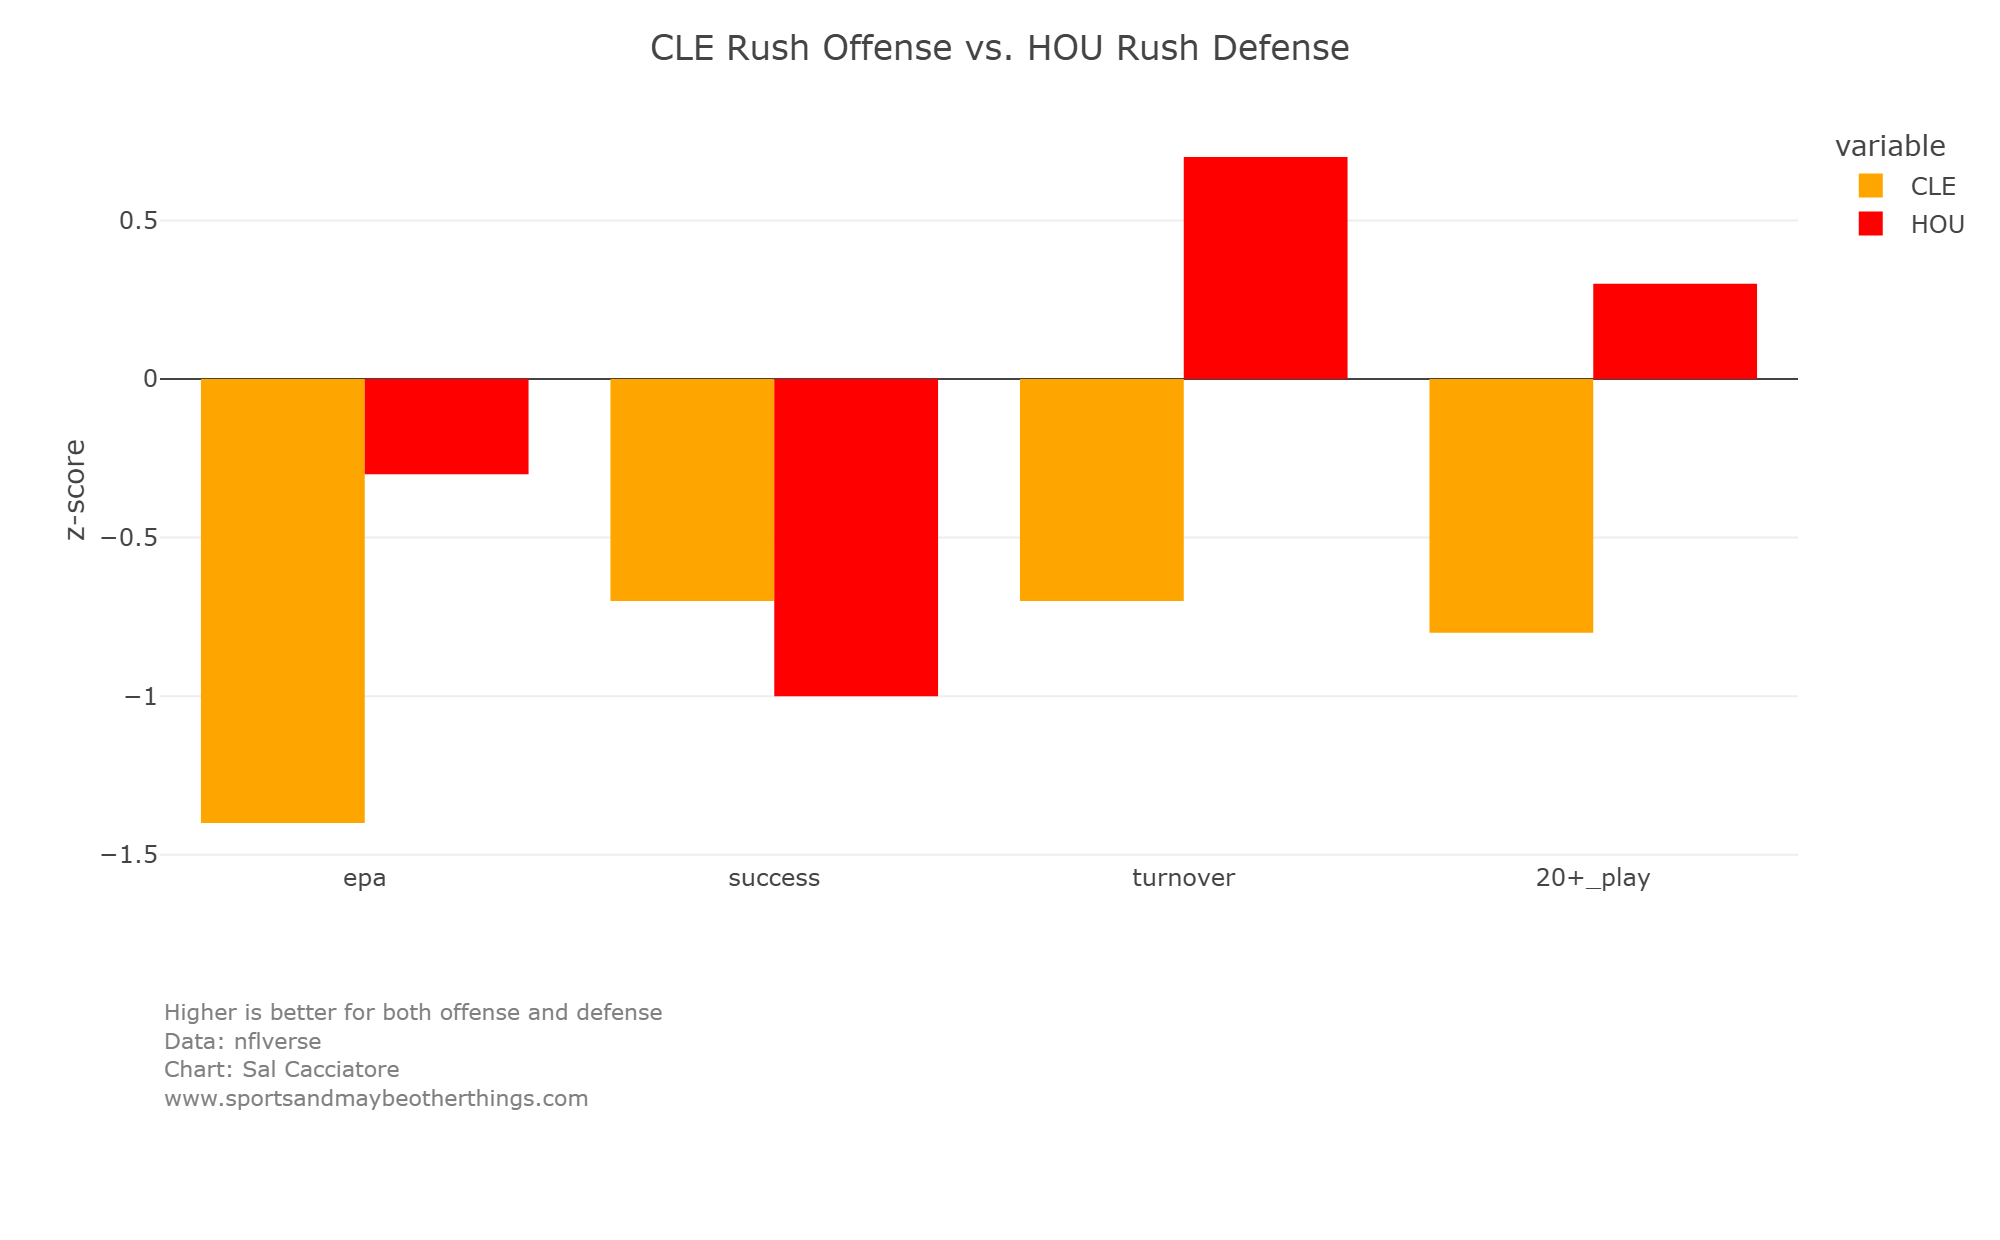 CLE Rush Offense vs. HOU Rush Defense
variable
CLE
HOU
0.5
0
−0.5
−1
−1.5
z-score
epa
success
turnover
20+_play
Higher is better for both offense and defense
Data: nflverse
Chart: Sal Cacciatore
www.sportsandmaybeotherthings.com